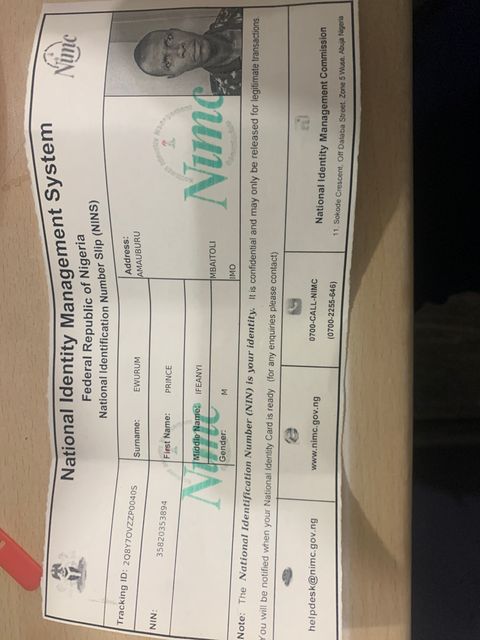 National Identity Management System
Federal Republic of Nigeria
National Identification Number Slip (NINS)
Nimc
Tracking ID: 2Q8Y7OVZZP0040S
Surname: EWURUM
Address:
AMAUBURU
NIN: 35820353894
First Name: PRINCE
Middle Name: IFEANYI
Nimc
Nimc
Gender: M
MBAITOLI
IMO
Note: The National Identification Number (NIN) is your identity. It is confidential and may only be released for legitimate transactions.
You will be notified when your National Identity Card is ready (for any enquiries please contact)
helpdesk@nimc.gov.ng
www.nimc.gov.ng
0700-CALL-NIMC
(0700-2255-646)
National Identity Management Commission
11, Sokode Crescent, Off Dalaba Street, Zone 5 Wuse, Abuja Nigeria